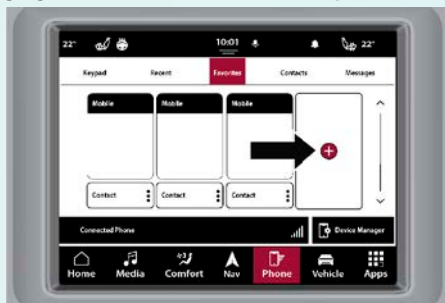 22° 10:01 22°
Keypad Recent Favorites Contacts Messages
Mobile Mobile Mobile
Contact Contact Contact
Connected Phone Device Manager
Home Media Comfort Nav Phone Vehicle Apps